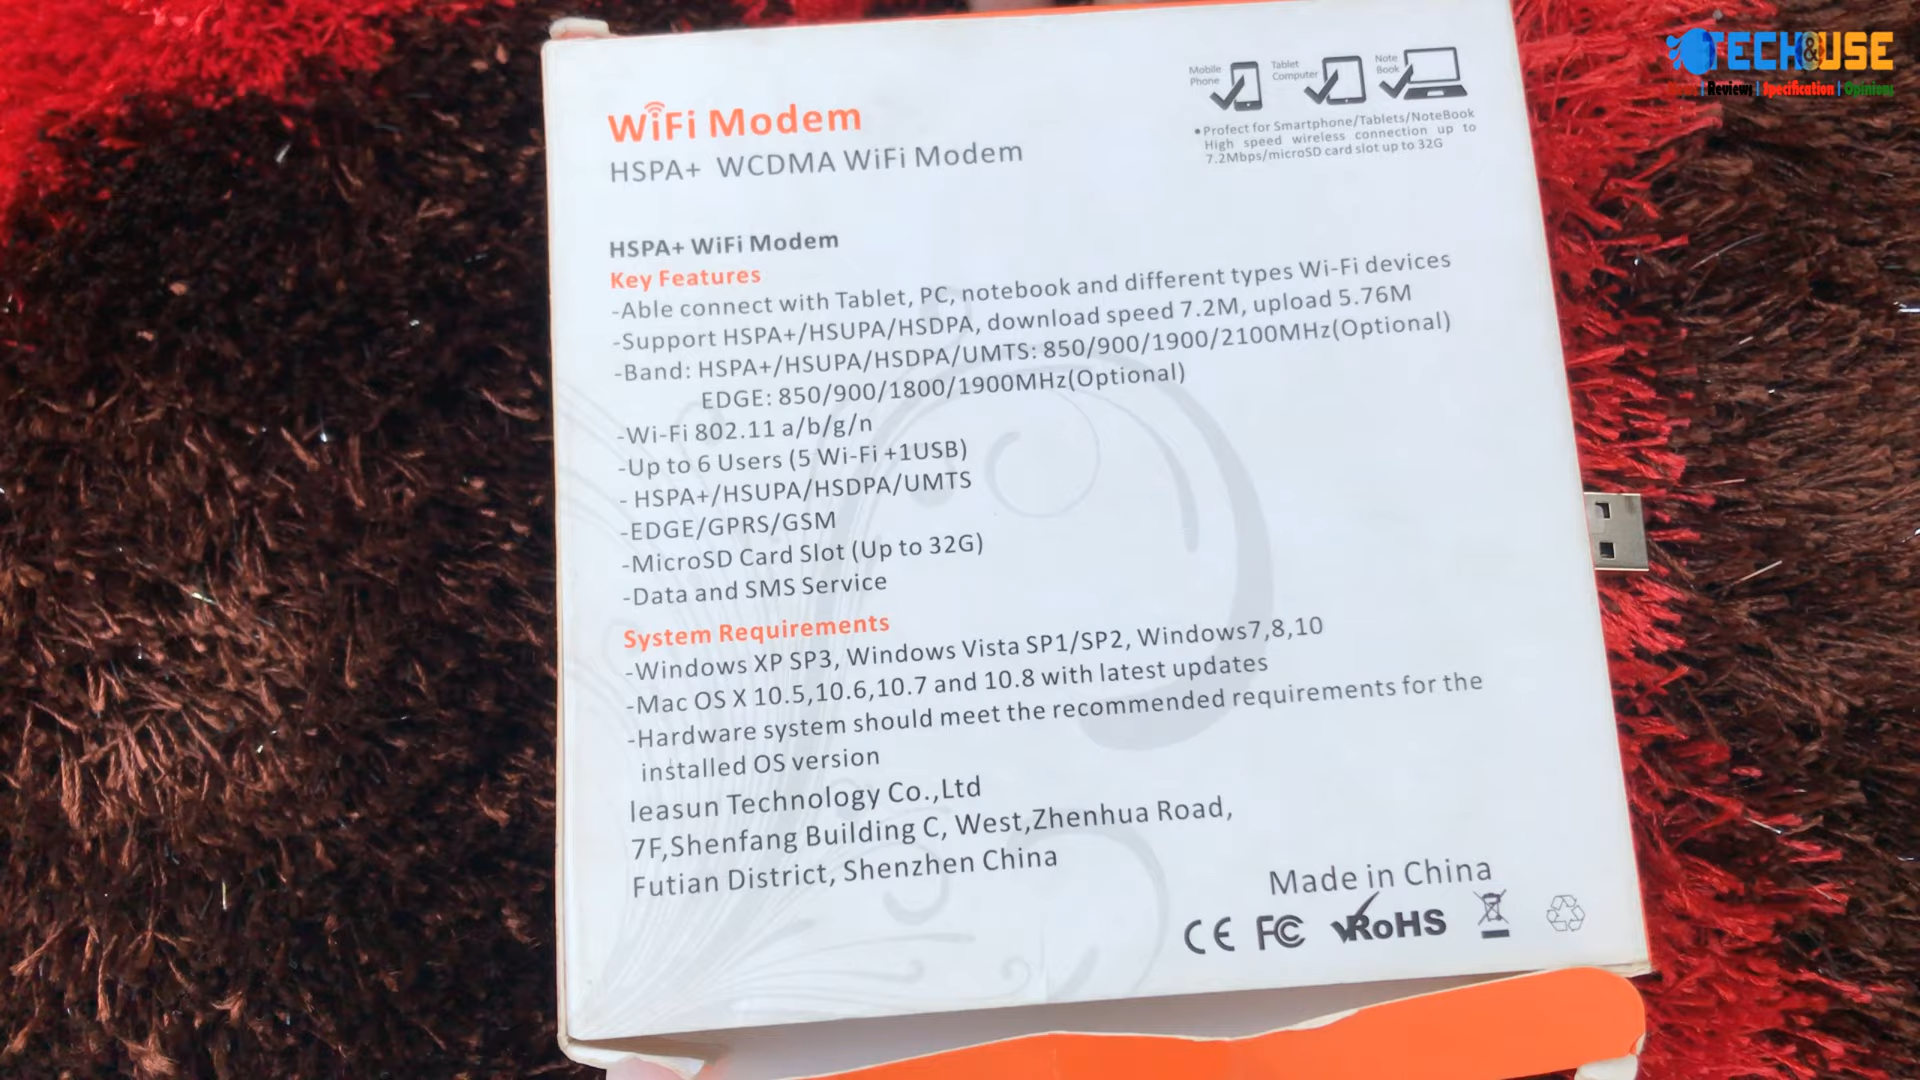 TECH&USE
| Reviews | Specification | Opinions
Mobile Phone
Tablet Computer
Note Book
• Profect for Smartphone/Tablets/NoteBook
High speed wireless connection up to
7.2Mbps/microSD card slot up to 32G
WiFi Modem
HSPA+ WCDMA WiFi Modem
HSPA+ WiFi Modem
Key Features
-Able connect with Tablet, PC, notebook and different types Wi-Fi devices
-Support HSPA+/HSUPA/HSDPA, download speed 7.2M, upload 5.76M
-Band: HSPA+/HSUPA/HSDPA/UMTS: 850/900/1900/2100MHz(Optional)
EDGE: 850/900/1800/1900MHz(Optional)
-Wi-Fi 802.11 a/b/g/n
-Up to 6 Users (5 Wi-Fi +1USB)
- HSPA+/HSUPA/HSDPA/UMTS
-EDGE/GPRS/GSM
-MicroSD Card Slot (Up to 32G)
-Data and SMS Service
System Requirements
-Windows XP SP3, Windows Vista SP1/SP2, Windows7,8,10
-Mac OS X 10.5,10.6,10.7 and 10.8 with latest updates
-Hardware system should meet the recommended requirements for the
installed OS version
leasun Technology Co.,Ltd
7F,Shenfang Building C, West,Zhenhua Road,
Futian District, Shenzhen China
Made in China
CE FC RoHS